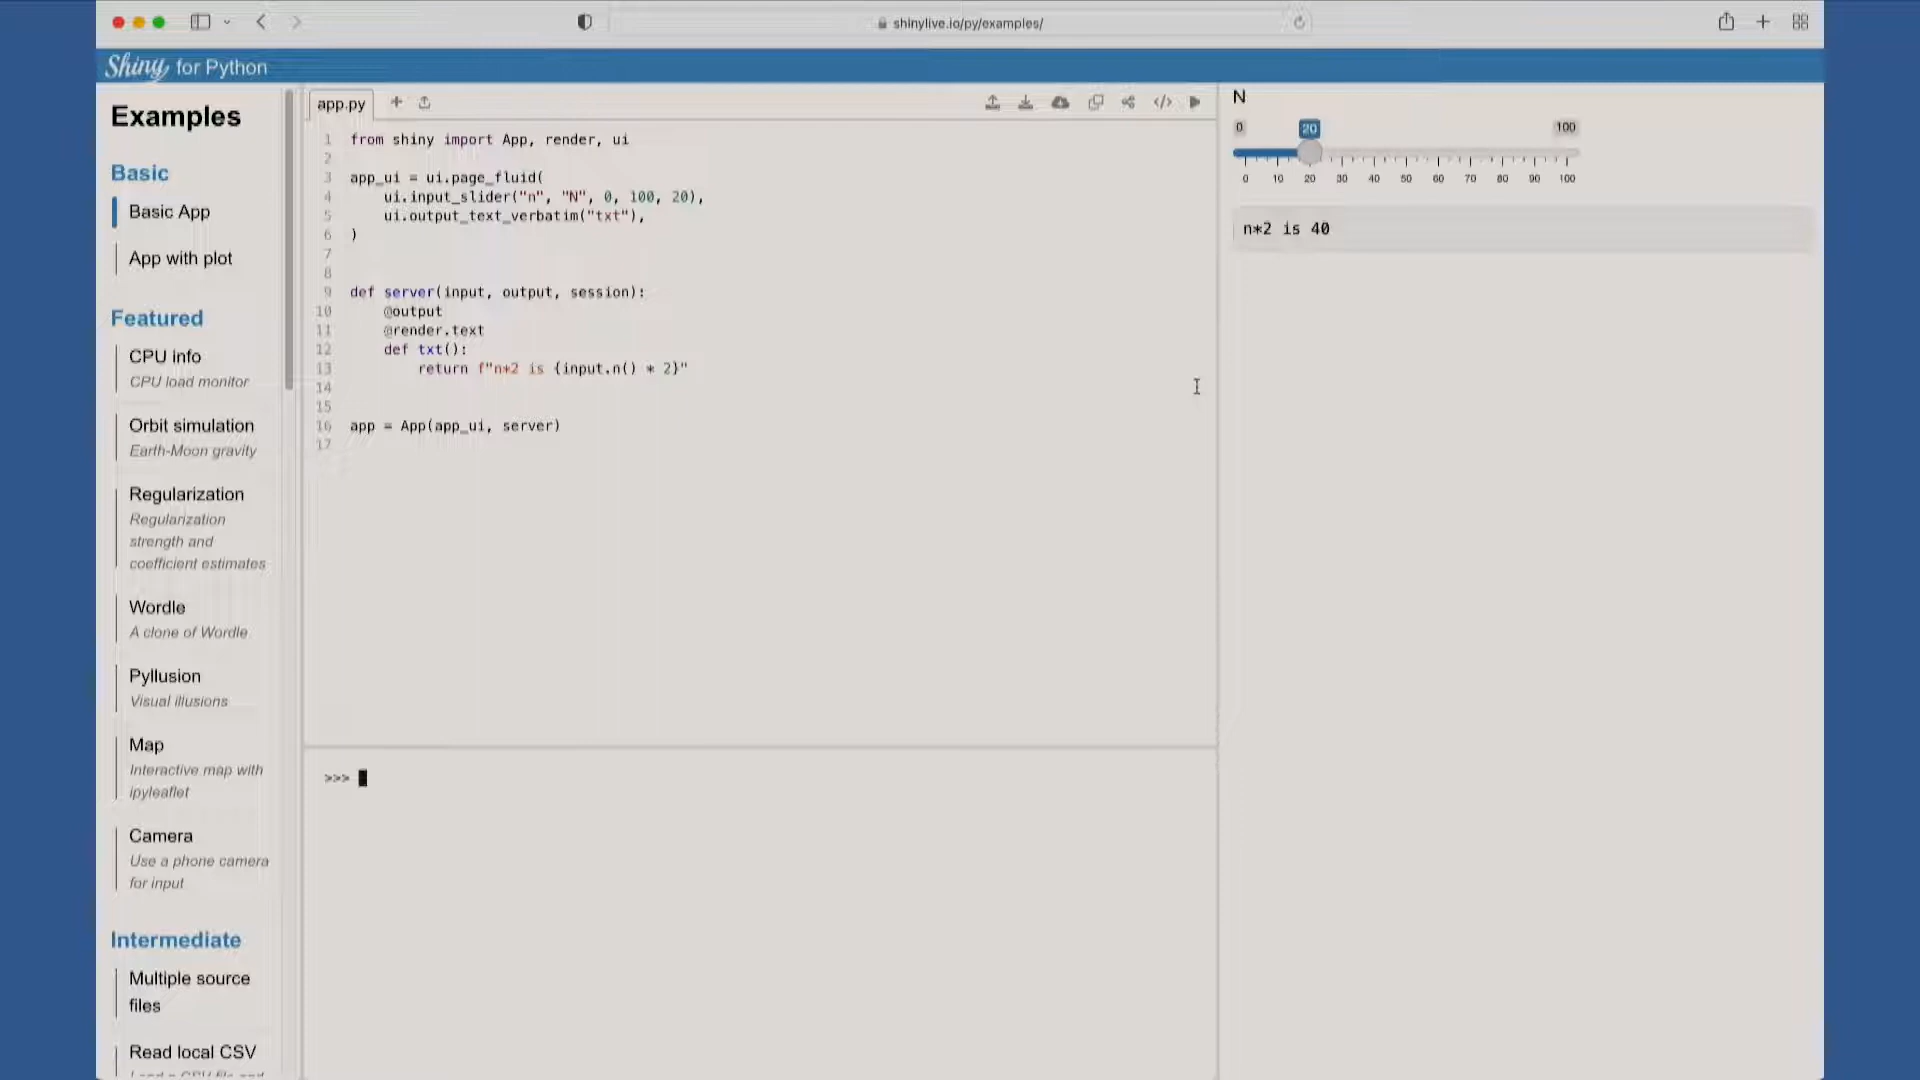 shinylive.io/py/examples/
Shiny for Python
Examples
Basic
Basic App
App with plot
Featured
CPU info
CPU load monitor
Orbit simulation
Earth-Moon gravity
Regularization
Regularization
strength and
coefficient estimates
Wordle
A clone of Wordle
Pyllusion
Visual illusions
Map
Interactive map with
ipyleaflet
Camera
Use a phone camera
for input
Intermediate
Multiple source
files
Read local CSV
app.py
1 from shiny import App, render, ui
2
3 app_ui = ui.page_fluid(
4     ui.input_slider("n", "N", 0, 100, 20),
5     ui.output_text_verbatim("txt"),
6 )
7
8
9 def server(input, output, session):
10     @output
11     @render.text
12     def txt():
13         return f"n*2 is {input.n() * 2}"
14
15
16 app = App(app_ui, server)
17
>>>
N
0 20 100
0 10 20 30 40 50 60 70 80 90 100
n*2 is 40